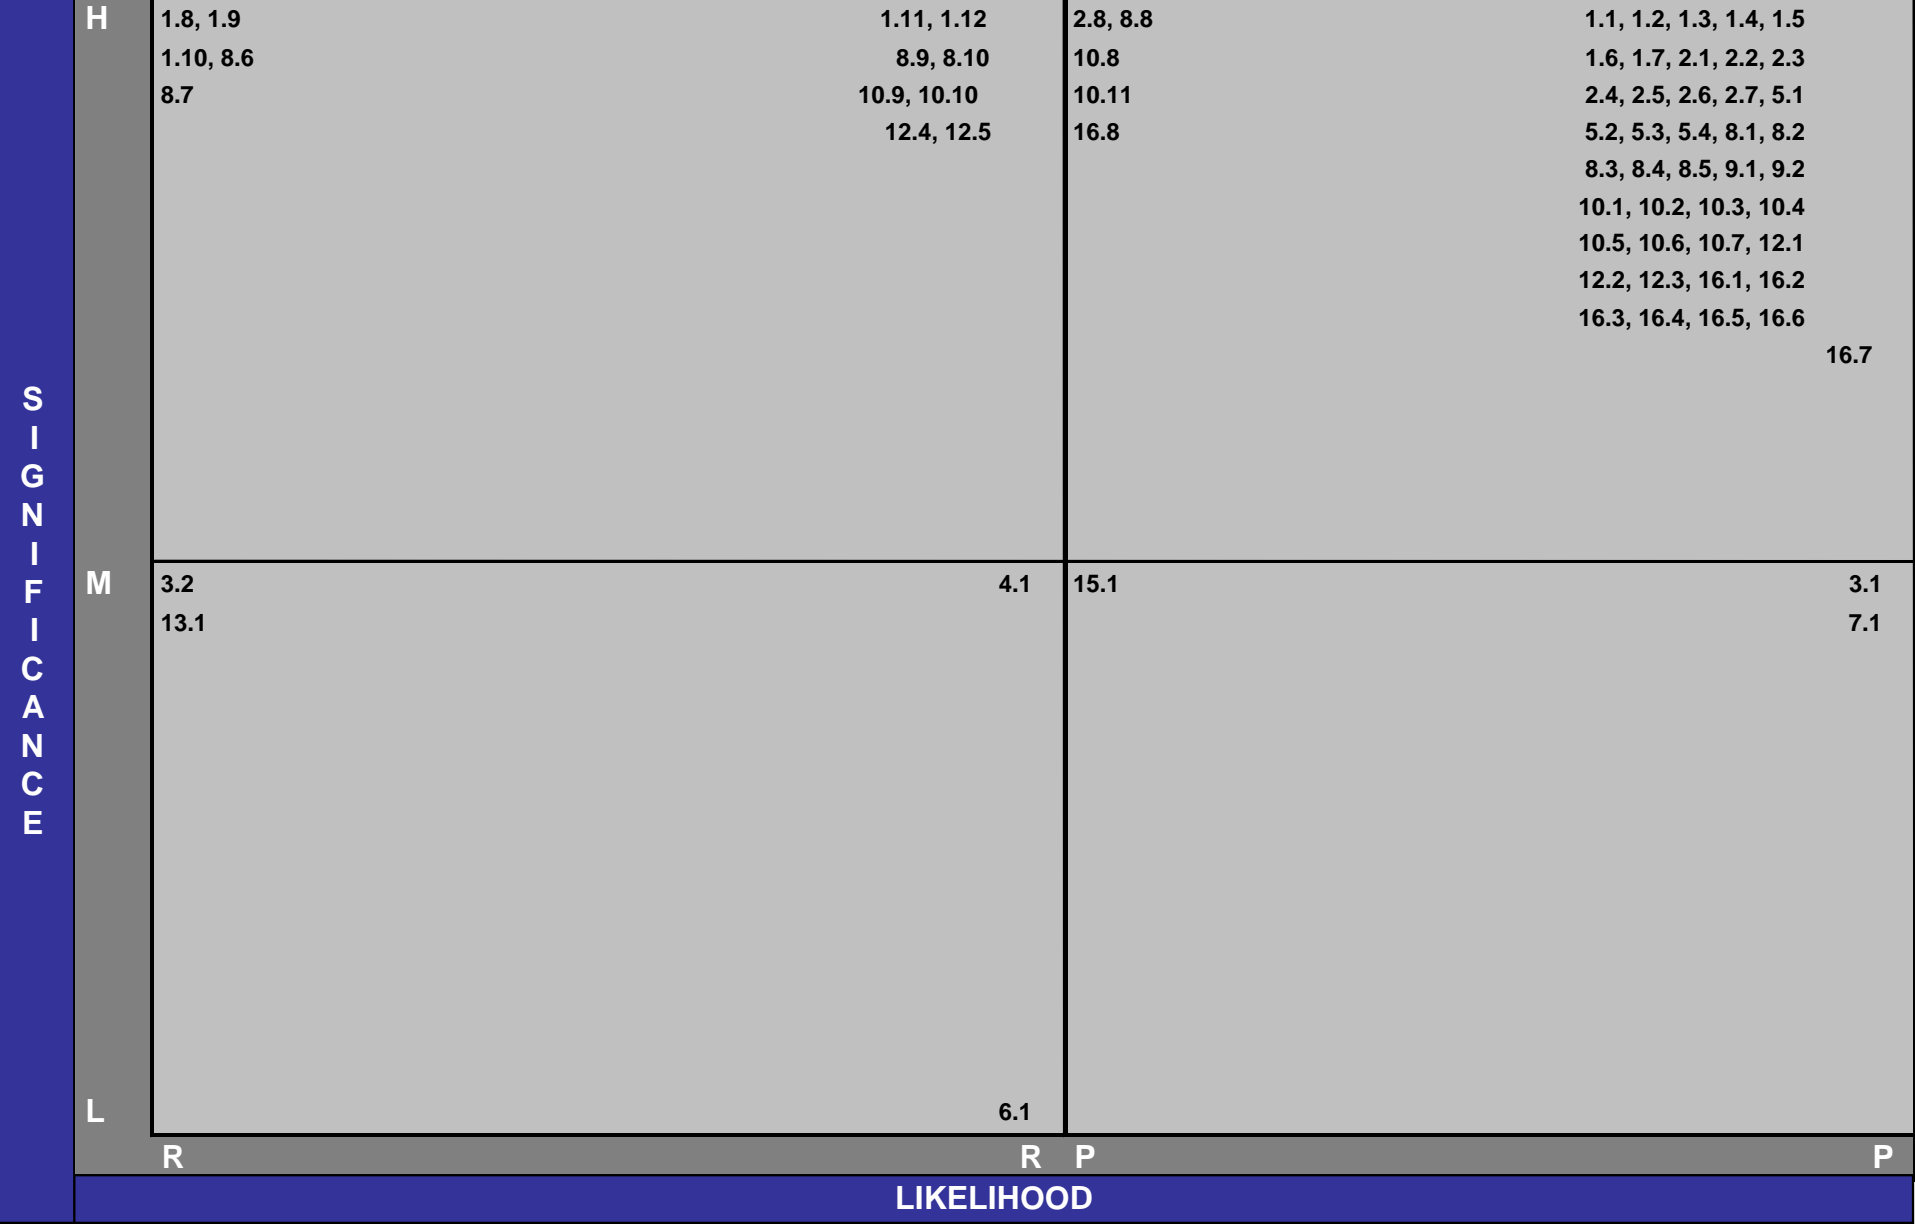 H
1.8, 1.9
1.10, 8.6
8.7
1.11, 1.12
8.9, 8.10
10.9, 10.10
12.4, 12.5
2.8, 8.8
10.8
10.11
16.8
1.1, 1.2, 1.3, 1.4, 1.5
1.6, 1.7, 2.1, 2.2, 2.3
2.4, 2.5, 2.6, 2.7, 5.1
5.2, 5.3, 5.4, 8.1, 8.2
8.3, 8.4, 8.5, 9.1, 9.2
10.1, 10.2, 10.3, 10.4
10.5, 10.6, 10.7, 12.1
12.2, 12.3, 16.1, 16.2
16.3, 16.4, 16.5, 16.6
16.7
SIGNIFICANCE
M
3.2
13.1
4.1
15.1
3.1
7.1
L
6.1
R
R
P
P
LIKELIHOOD